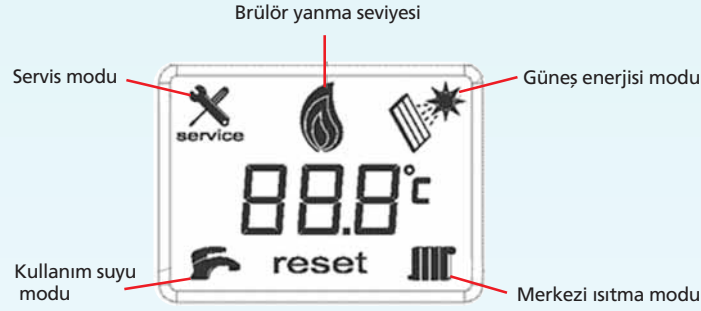 Brülör yanma seviyesi
Servis modu
Güneş enerjisi modu
service
88.8°c
reset
Kullanım suyu
modu
Merkezi ısıtma modu